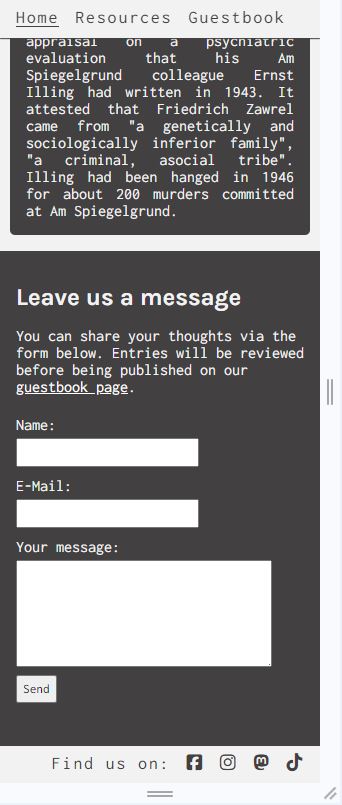 Home Resources Guestbook
appraisal on a psychiatric
evaluation that his Am
Spiegelgrund colleague Ernst
Illing had written in 1943. It
attested that Friedrich Zawrel
came from "a genetically and
sociologically inferior family",
"a criminal, asocial tribe".
Illing had been hanged in 1946
for about 200 murders committed
at Am Spiegelgrund.
Leave us a message
You can share your thoughts via the
form below. Entries will be reviewed
before being published on our
guestbook page.
Name:
E-Mail:
Your message:
Send
Find us on: